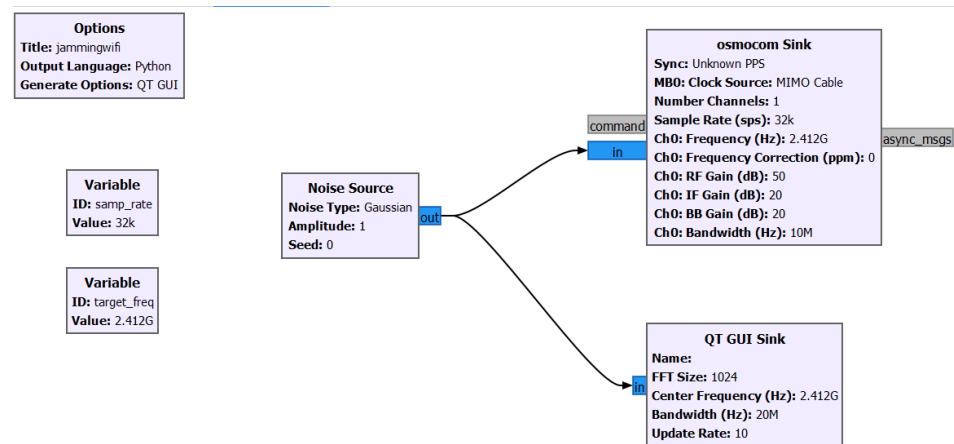 Options
Title: jammingwifi
Output Language: Python
Generate Options: QT GUI
Variable
ID: samp_rate
Value: 32k
Variable
ID: target_freq
Value: 2.412G
Noise Source
Noise Type: Gaussian
Amplitude: 1
Seed: 0
out
osmocom Sink
Sync: Unknown PPS
MB0: Clock Source: MIMO Cable
Number Channels: 1
Sample Rate (sps): 32k
Ch0: Frequency (Hz): 2.412G
Ch0: Frequency Correction (ppm): 0
Ch0: RF Gain (dB): 50
Ch0: IF Gain (dB): 20
Ch0: BB Gain (dB): 20
Ch0: Bandwidth (Hz): 10M
command
in
async_msgs
QT GUI Sink
Name:
FFT Size: 1024
Center Frequency (Hz): 2.412G
Bandwidth (Hz): 20M
Update Rate: 10
in